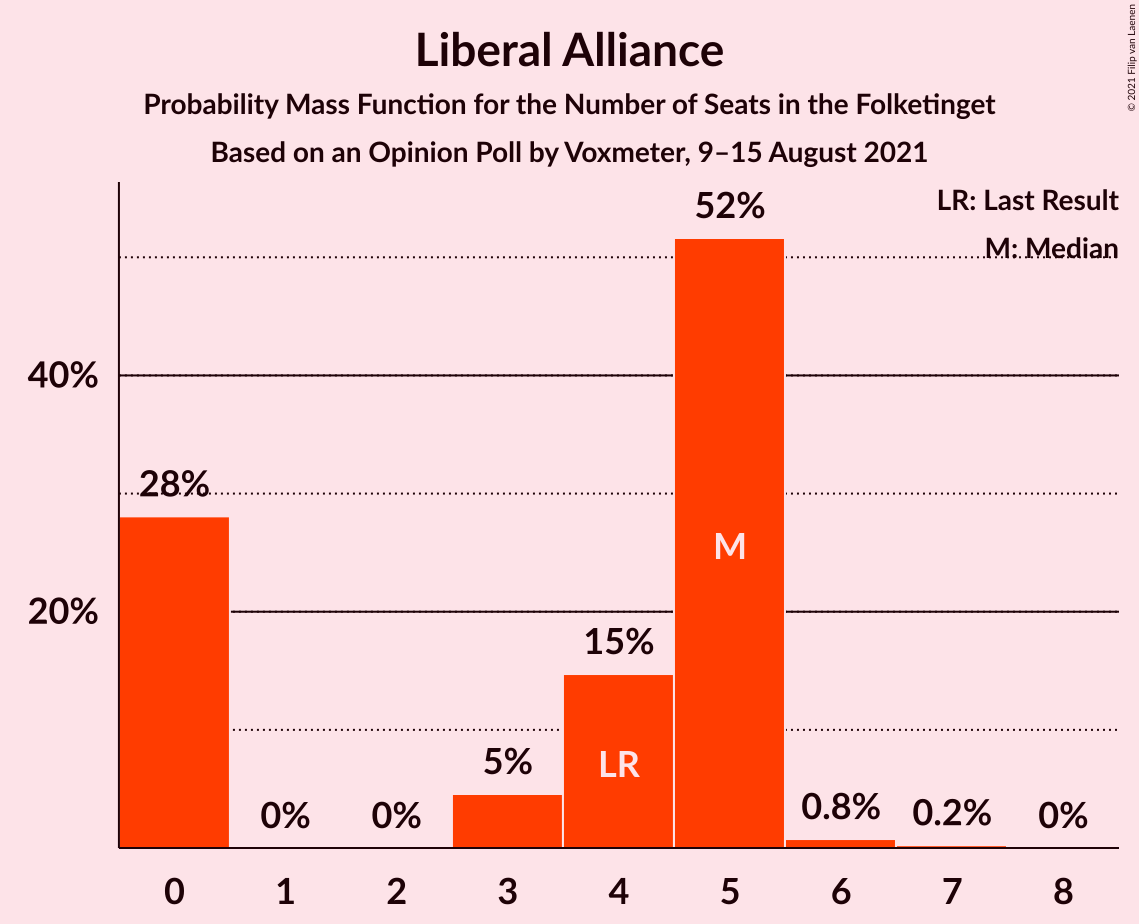 © 2021 Filip van Laenen
Liberal Alliance
Probability Mass Function for the Number of Seats in the Folketinget
Based on an Opinion Poll by Voxmeter, 9–15 August 2021
LR: Last Result
M: Median
40%
20%
28%
0%
0%
5%
15%
52%
0.8%
0.2%
0%
LR
M
0 1 2 3 4 5 6 7 8